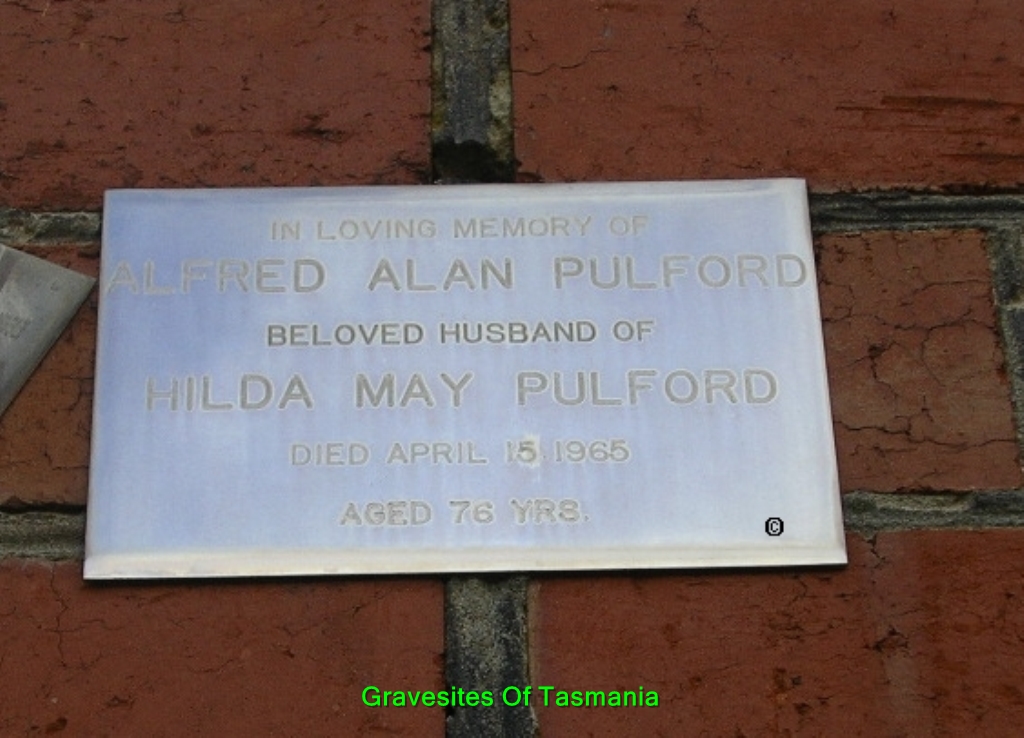 IN LOVING MEMORY OF
ALFRED ALAN PULFORD
BELOVED HUSBAND OF
HILDA MAY PULFORD
DIED APRIL 15. 1965
AGED 76 YRS.
©
Gravesites Of Tasmania